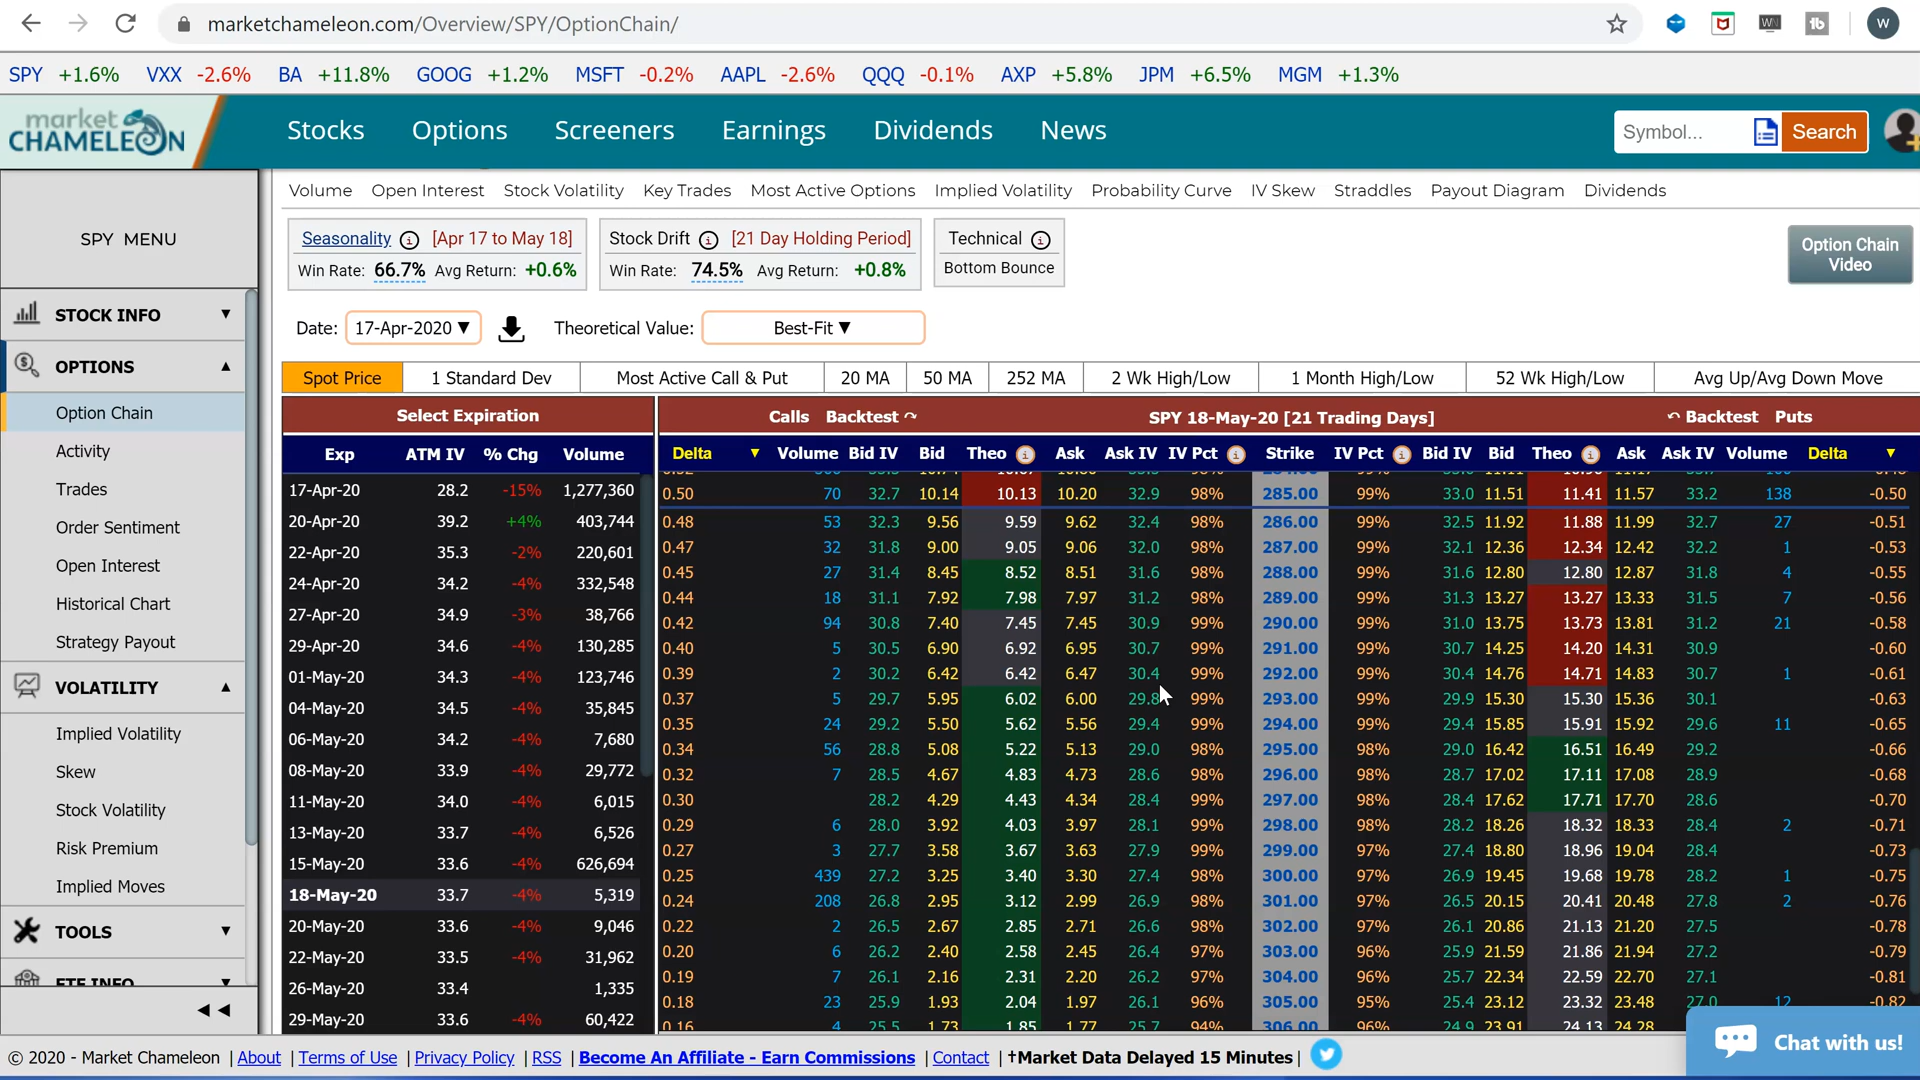 marketchameleon.com/Overview/SPY/OptionChain/ W
SPY +1.6% VXX -2.6% BA +11.8% GOOG +1.2% MSFT -0.2% AAPL -2.6% QQQ -0.1% AXP +5.8% JPM +6.5% MGM +1.3%
market CHAMELEON Stocks Options Screeners Earnings Dividends News Symbol... Search
Volume Open Interest Stock Volatility Key Trades Most Active Options Implied Volatility Probability Curve IV Skew Straddles Payout Diagram Dividends
SPY MENU
Seasonality [Apr 17 to May 18] Stock Drift [21 Day Holding Period] Technical
Win Rate: 66.7% Avg Return: +0.6% Win Rate: 74.5% Avg Return: +0.8% Bottom Bounce
Option Chain
Video
Date: 17-Apr-2020 ▼ Theoretical Value: Best-Fit ▼
Spot Price 1 Standard Dev Most Active Call & Put 20 MA 50 MA 252 MA 2 Wk High/Low 1 Month High/Low 52 Wk High/Low Avg Up/Avg Down Move
STOCK INFO
OPTIONS
Option Chain
Activity
Trades
Order Sentiment
Open Interest
Historical Chart
Strategy Payout
VOLATILITY
Implied Volatility
Skew
Stock Volatility
Risk Premium
Implied Moves
TOOLS
ETF INFO
Select Expiration
Exp ATM IV % Chg Volume
17-Apr-20 28.2 -15% 1,277,360
20-Apr-20 39.2 +4% 403,744
22-Apr-20 35.3 -2% 220,601
24-Apr-20 34.2 -4% 332,548
27-Apr-20 34.9 -3% 38,766
29-Apr-20 34.6 -4% 130,285
01-May-20 34.3 -4% 123,746
04-May-20 34.5 -4% 35,845
06-May-20 34.2 -4% 7,680
08-May-20 33.9 -4% 29,772
11-May-20 34.0 -4% 6,015
13-May-20 33.7 -4% 6,526
15-May-20 33.6 -4% 626,694
18-May-20 33.7 -4% 5,319
20-May-20 33.6 -4% 9,046
22-May-20 33.5 -4% 31,962
26-May-20 33.4 1,335
29-May-20 33.6 -4% 60,422
Calls Backtest SPY 18-May-20 [21 Trading Days] Backtest Puts
Delta ▼ Volume Bid IV Bid Theo Ask Ask IV IV Pct Strike IV Pct Bid IV Bid Theo Ask Ask IV Volume Delta ▼
0.50 70 32.7 10.14 10.13 10.20 32.9 98% 285.00 99% 33.0 11.51 11.41 11.57 33.2 138 -0.50
0.48 53 32.3 9.56 9.59 9.62 32.4 98% 286.00 99% 32.5 11.92 11.88 11.99 32.7 27 -0.51
0.47 32 31.8 9.00 9.05 9.06 32.0 98% 287.00 99% 32.1 12.36 12.34 12.42 32.2 1 -0.53
0.45 27 31.4 8.45 8.52 8.51 31.6 98% 288.00 99% 31.6 12.80 12.80 12.87 31.8 4 -0.55
0.44 18 31.1 7.92 7.98 7.97 31.2 98% 289.00 99% 31.3 13.27 13.27 13.33 31.5 7 -0.56
0.42 94 30.8 7.40 7.45 7.45 30.9 99% 290.00 99% 31.0 13.75 13.73 13.81 31.2 21 -0.58
0.40 5 30.5 6.90 6.92 6.95 30.7 99% 291.00 99% 30.7 14.25 14.20 14.31 30.9 -0.60
0.39 2 30.2 6.42 6.42 6.47 30.4 99% 292.00 99% 30.4 14.76 14.71 14.83 30.7 1 -0.61
0.37 5 29.7 5.95 6.02 6.00 29.8 99% 293.00 99% 29.9 15.30 15.30 15.36 30.1 -0.63
0.35 24 29.2 5.50 5.62 5.56 29.4 99% 294.00 99% 29.4 15.85 15.91 15.92 29.6 11 -0.65
0.34 56 28.8 5.08 5.22 5.13 29.0 98% 295.00 98% 29.0 16.42 16.51 16.49 29.2 -0.66
0.32 7 28.5 4.67 4.83 4.73 28.6 98% 296.00 98% 28.7 17.02 17.11 17.08 28.9 -0.68
0.30 28.2 4.29 4.43 4.34 28.4 99% 297.00 98% 28.4 17.62 17.71 17.70 28.6 -0.70
0.29 6 28.0 3.92 4.03 3.97 28.1 99% 298.00 98% 28.2 18.26 18.32 18.33 28.4 2 -0.71
0.27 3 27.7 3.58 3.67 3.63 27.9 99% 299.00 97% 27.4 18.80 18.96 19.04 28.4 -0.73
0.25 439 27.2 3.25 3.40 3.30 27.4 98% 300.00 97% 26.9 19.45 19.68 19.78 28.2 1 -0.75
0.24 208 26.8 2.95 3.12 2.99 26.9 98% 301.00 97% 26.5 20.15 20.41 20.48 27.8 2 -0.76
0.22 2 26.5 2.67 2.85 2.71 26.6 98% 302.00 97% 26.1 20.86 21.13 21.20 27.5 -0.78
0.20 6 26.2 2.40 2.58 2.45 26.4 97% 303.00 96% 25.9 21.59 21.86 21.94 27.2 -0.79
0.19 7 26.1 2.16 2.31 2.20 26.2 97% 304.00 96% 25.7 22.34 22.59 22.70 27.1 -0.81
0.18 23 25.9 1.93 2.04 1.97 26.1 96% 305.00 95% 25.4 23.12 23.32 23.48 27.0 12 -0.82
0.16 4 25.5 1.73 1.85 1.77 25.7 94% 306.00 96% 24.9 23.91 24.13 24.28
© 2020 - Market Chameleon | About | Terms of Use | Privacy Policy | RSS | Become An Affiliate - Earn Commissions | Contact | †Market Data Delayed 15 Minutes |
Chat with us!